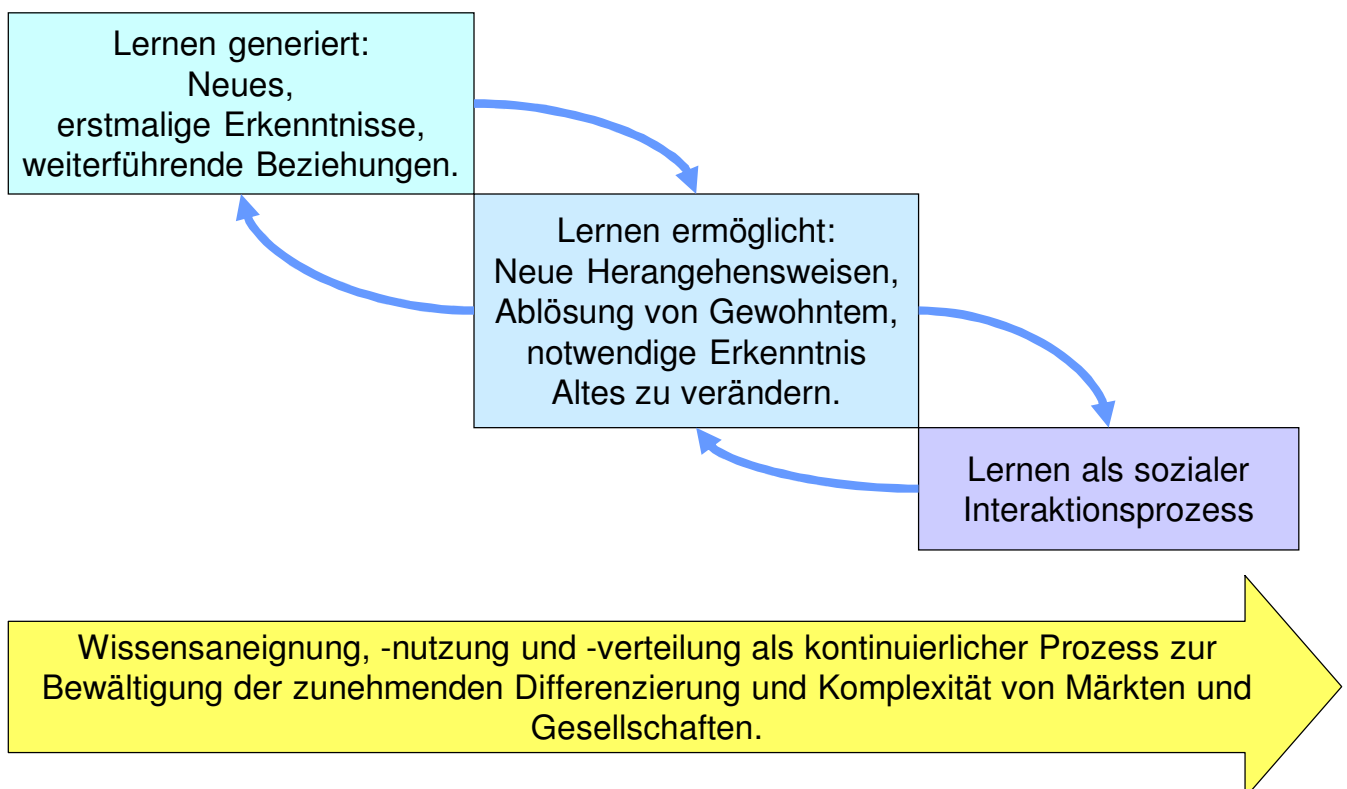 Lernen generiert:
Neues,
erstmalige Erkenntnisse,
weiterführende Beziehungen.
Lernen ermöglicht:
Neue Herangehensweisen,
Ablösung von Gewohntem,
notwendige Erkenntnis
Altes zu verändern.
Lernen als sozialer
Interaktionsprozess
Wissensaneignung, -nutzung und -verteilung als kontinuierlicher Prozess zur
Bewältigung der zunehmenden Differenzierung und Komplexität von Märkten und
Gesellschaften.